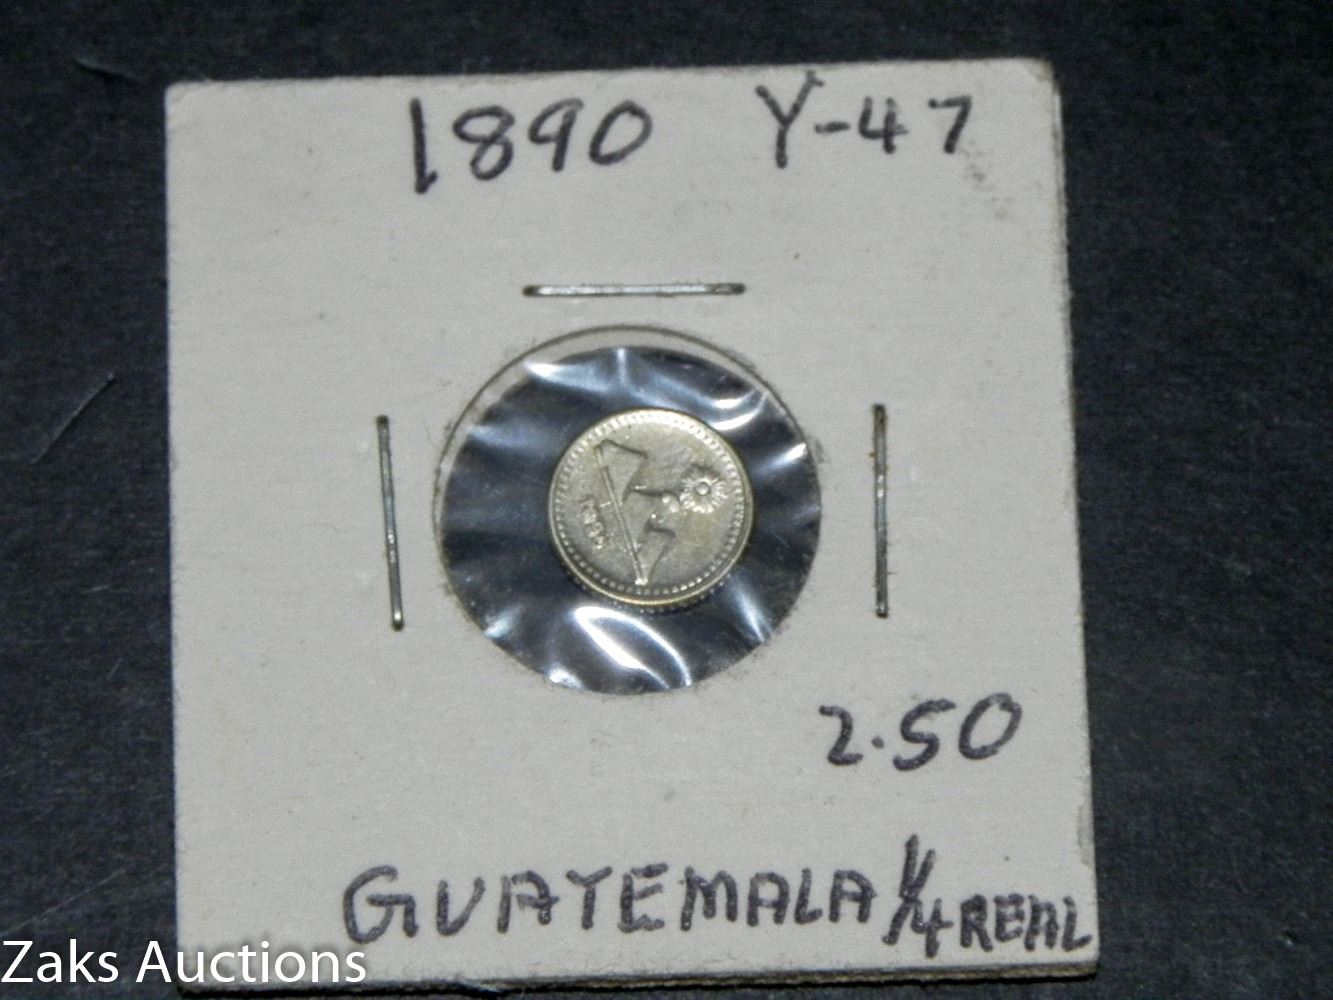 1890 Y-47
2.50
GUATEMALA 1/4 REAL
Zaks Auctions